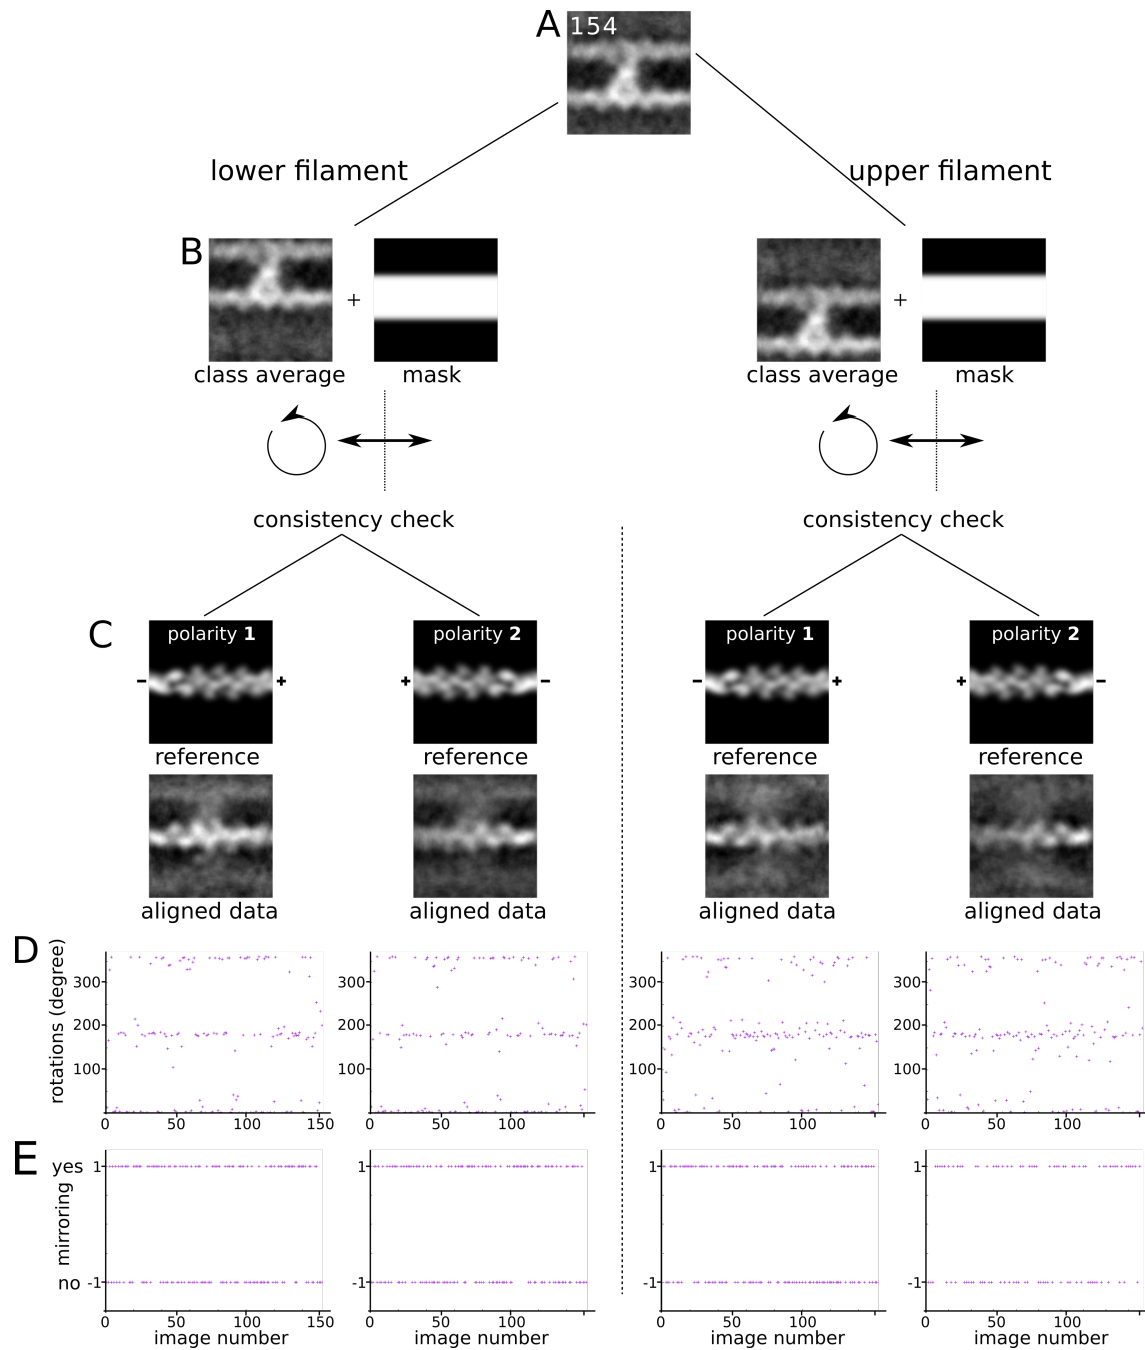 A 154
lower filament
upper filament
B
+
+
class average
mask
class average
mask
consistency check
consistency check
C
polarity 1
polarity 2
polarity 1
polarity 2
- +
+ -
- +
+ -
reference
reference
reference
reference
aligned data
aligned data
aligned data
aligned data
D
rotations (degree)
300
200
100
0 50 100 150
300
200
100
0 50 100
300
200
100
0 50 100
300
200
100
0 50 100
E
mirroring
yes 1
no -1
0 50 100 150
image number
1
-1
0 50 100
image number
1
-1
0 50 100
image number
1
-1
0 50 100
image number